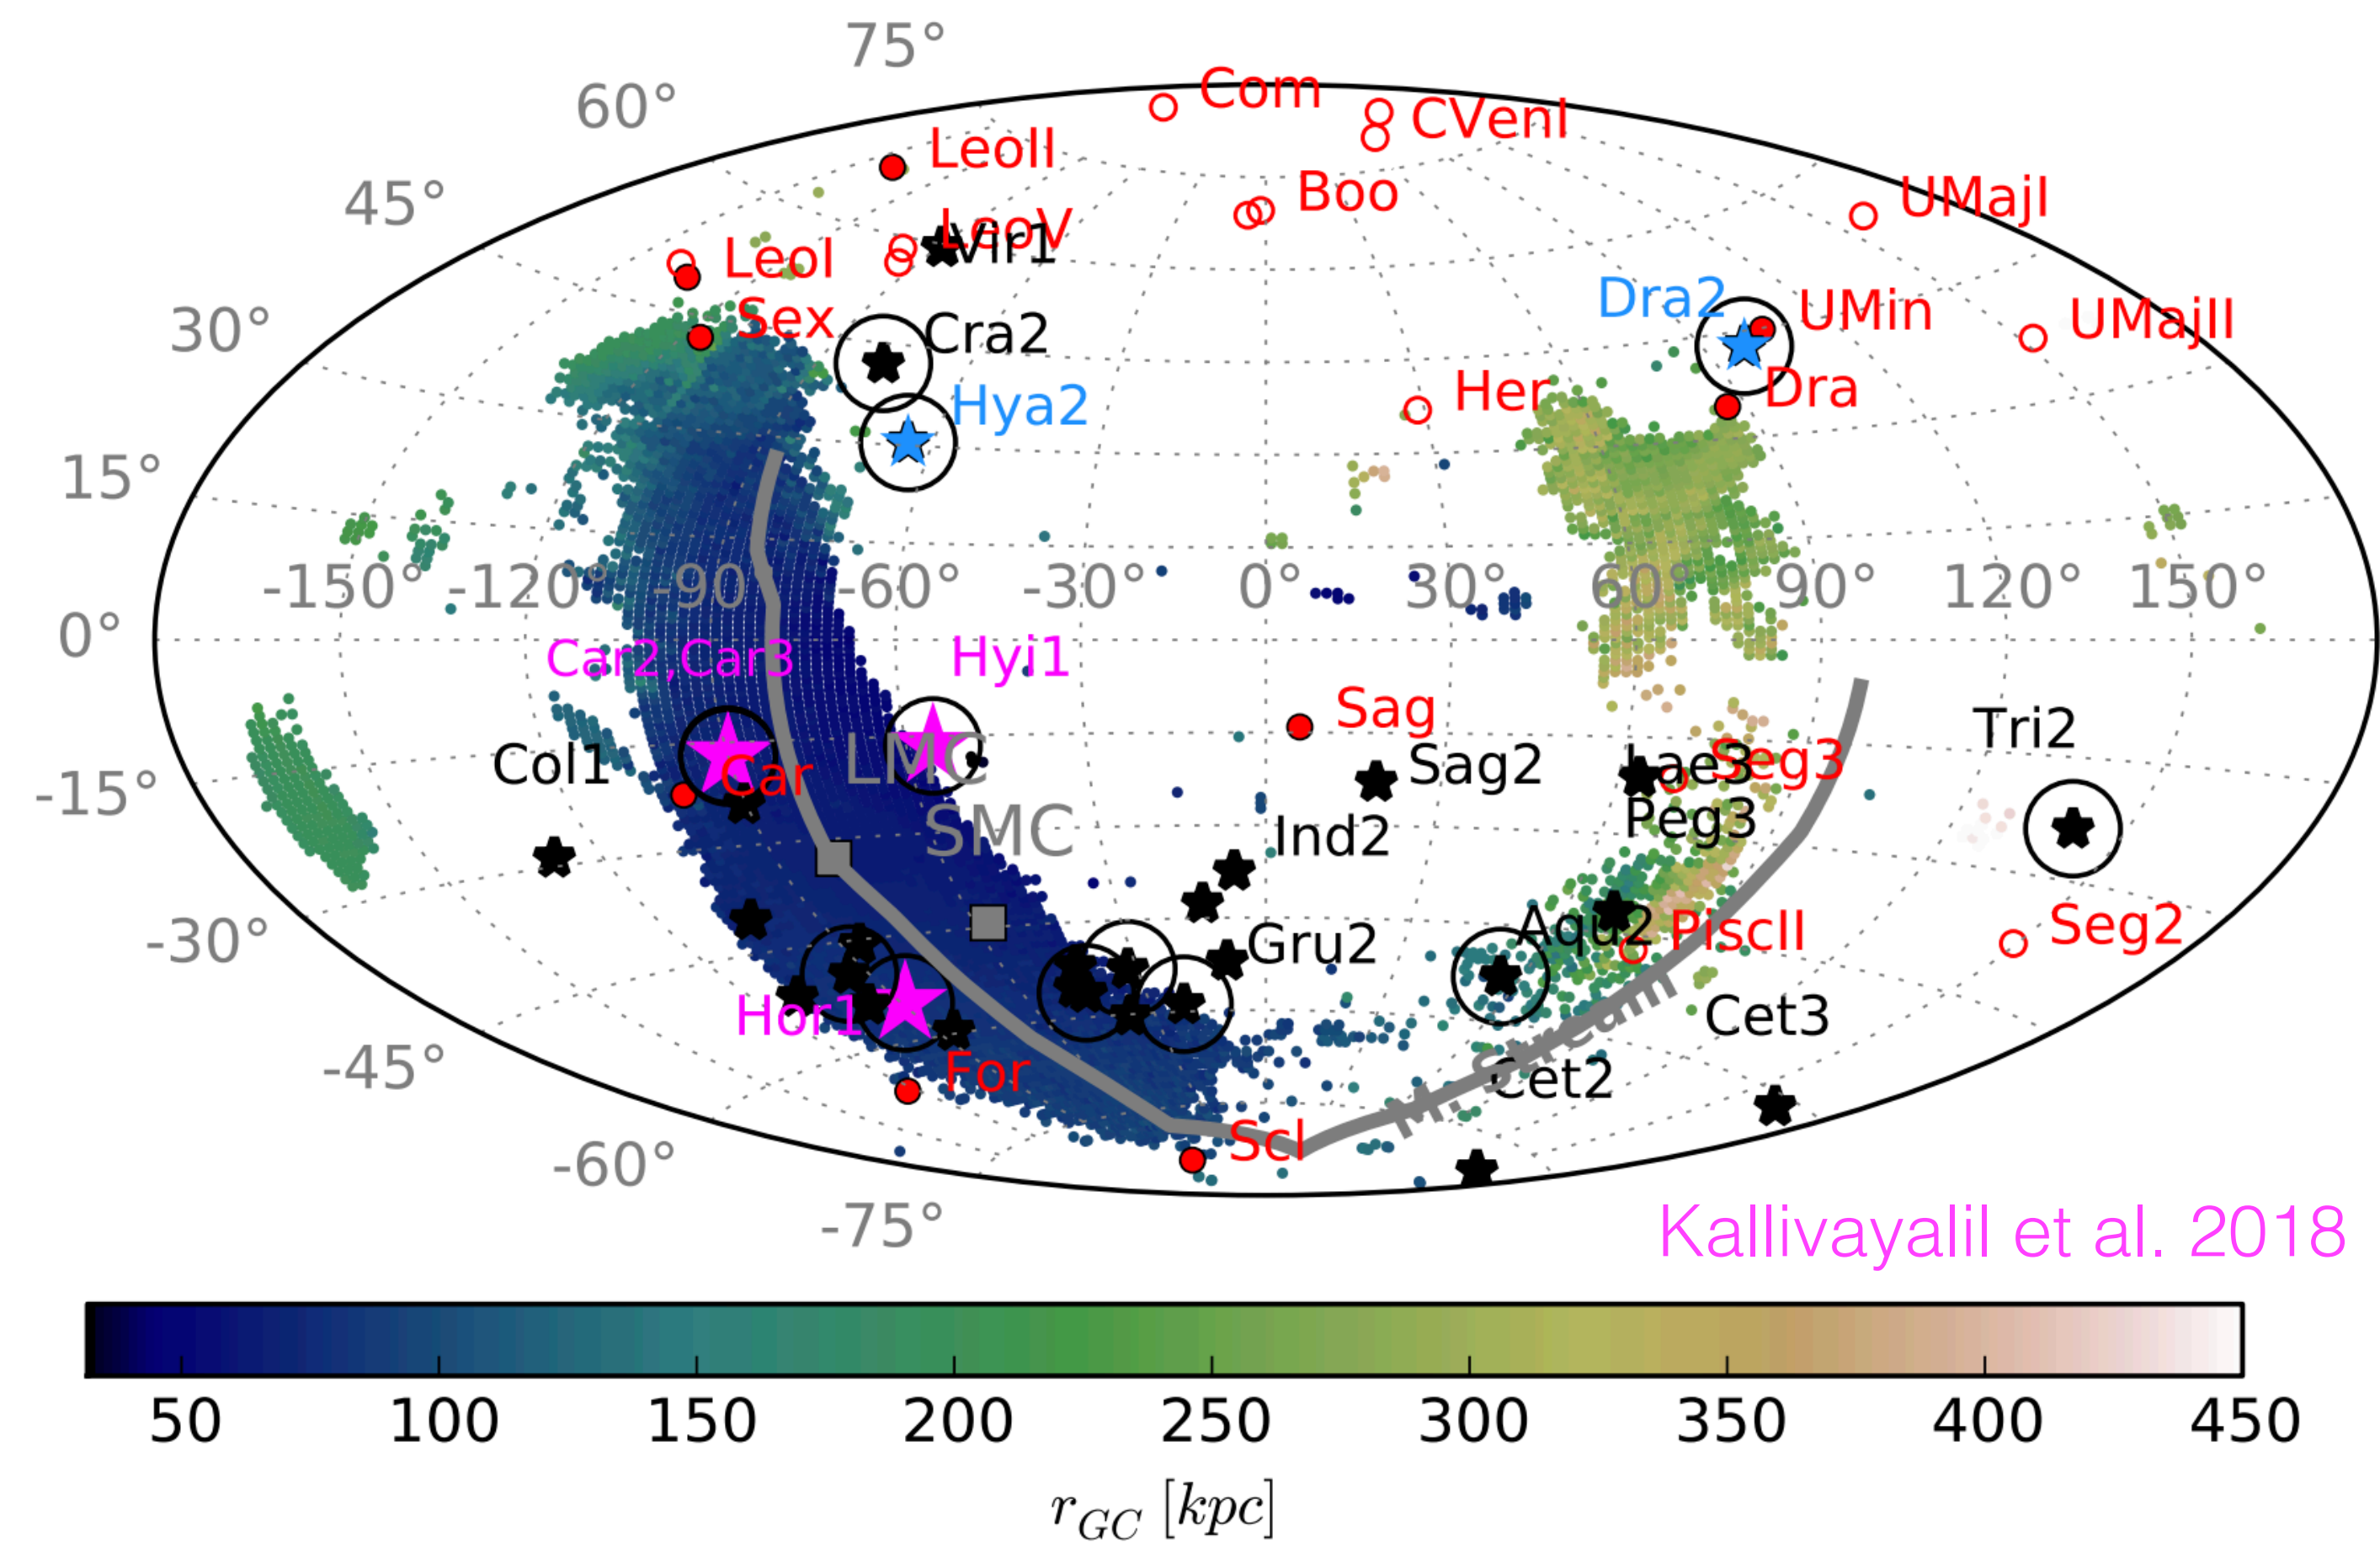 75°
60°
Com
CVenI
LeoII
45°
Boo
UMajI
LeoV
Vir1
LeoI
Dra2
30°
Sex
Cra2
UMin
UMajII
Hya2
Her
Dra
15°
-150°
-120°
-90
-60°
-30°
0°
30°
60°
90°
120°
150°
0°
Car2,Car3
Hyi1
Sag
Tri2
-15°
Col1
Car
LMC
Sag2
Lae3
Seg3
SMC
Ind2
Peg3
-30°
Gru2
Aqu2
PiscII
Seg2
Hor1
Cet3
-45°
For
M. Stream
Cet2
-60°
Scl
-75°
Kallivayalil et al. 2018
50 100 150 200 250 300 350 400 450
r_GC [kpc]